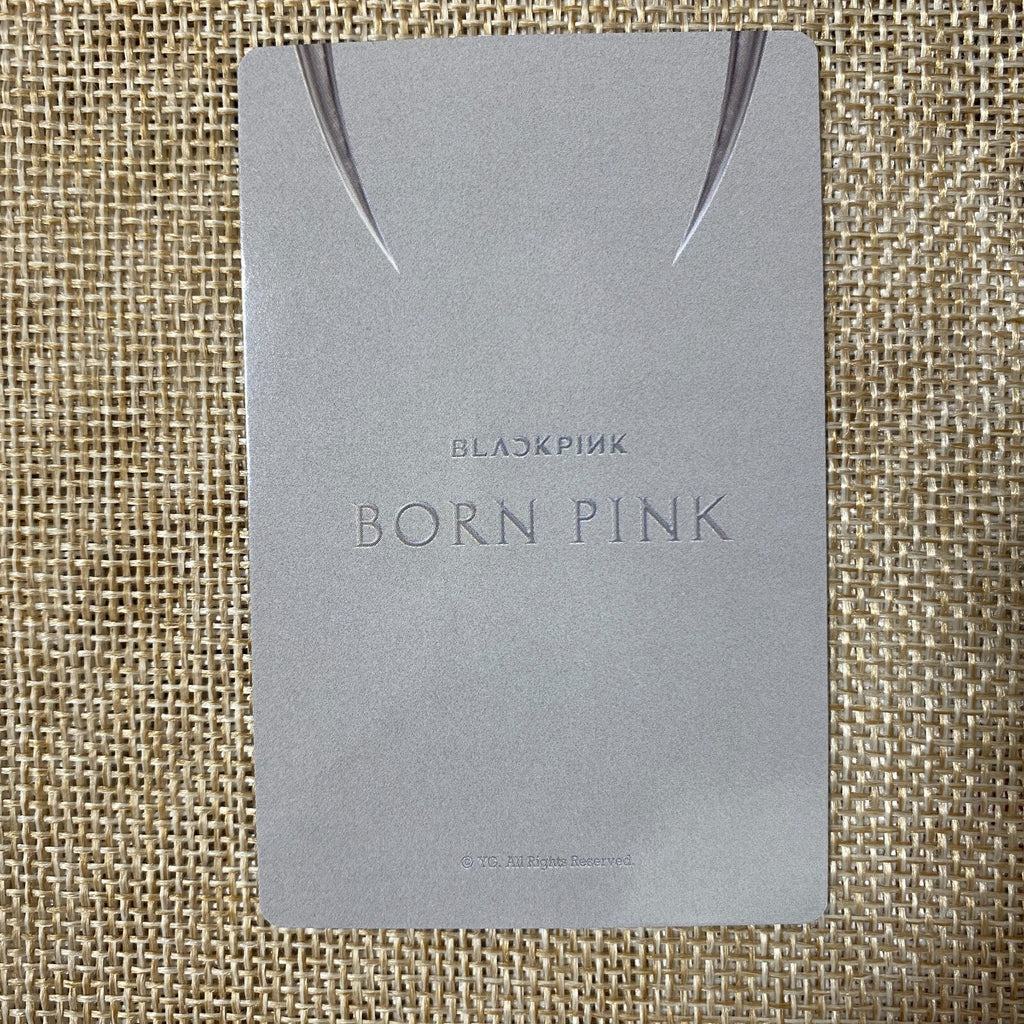 BLACKPINK
BORN PINK
© YG. All Rights Reserved.